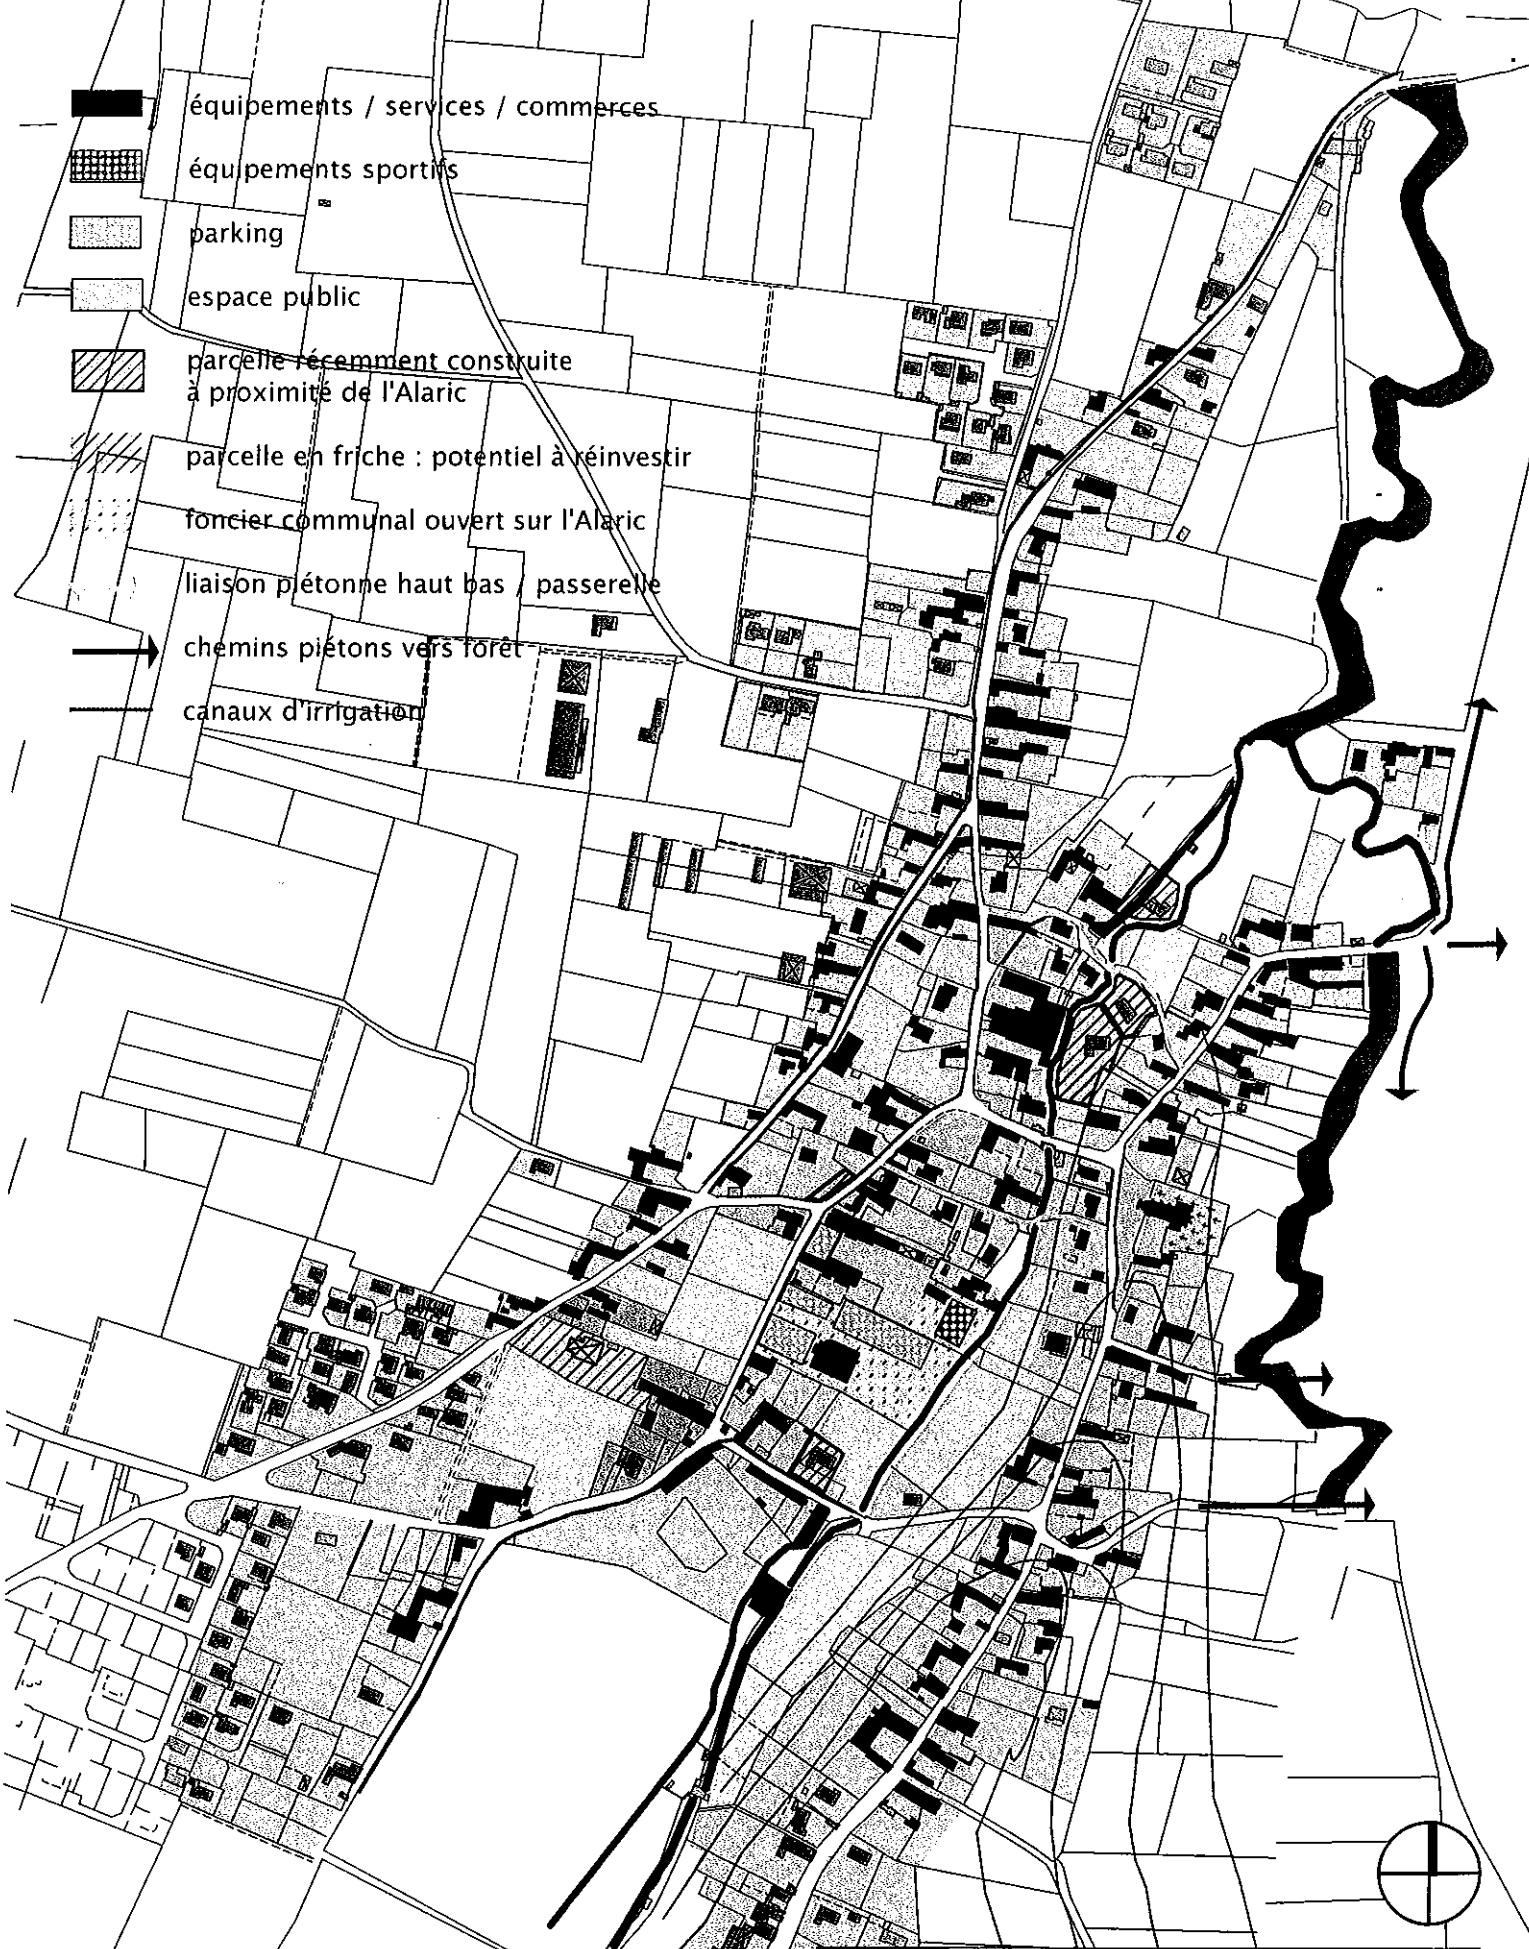 équipements / services / commerces
équipements sportifs
parking
espace public
parcelle récemment construite
à proximité de l'Alaric
parcelle en friche : potentiel à réinvestir
foncier communal ouvert sur l'Alaric
liaison piétonne haut bas / passerelle
chemins piétons vers forêt
canaux d'irrigation